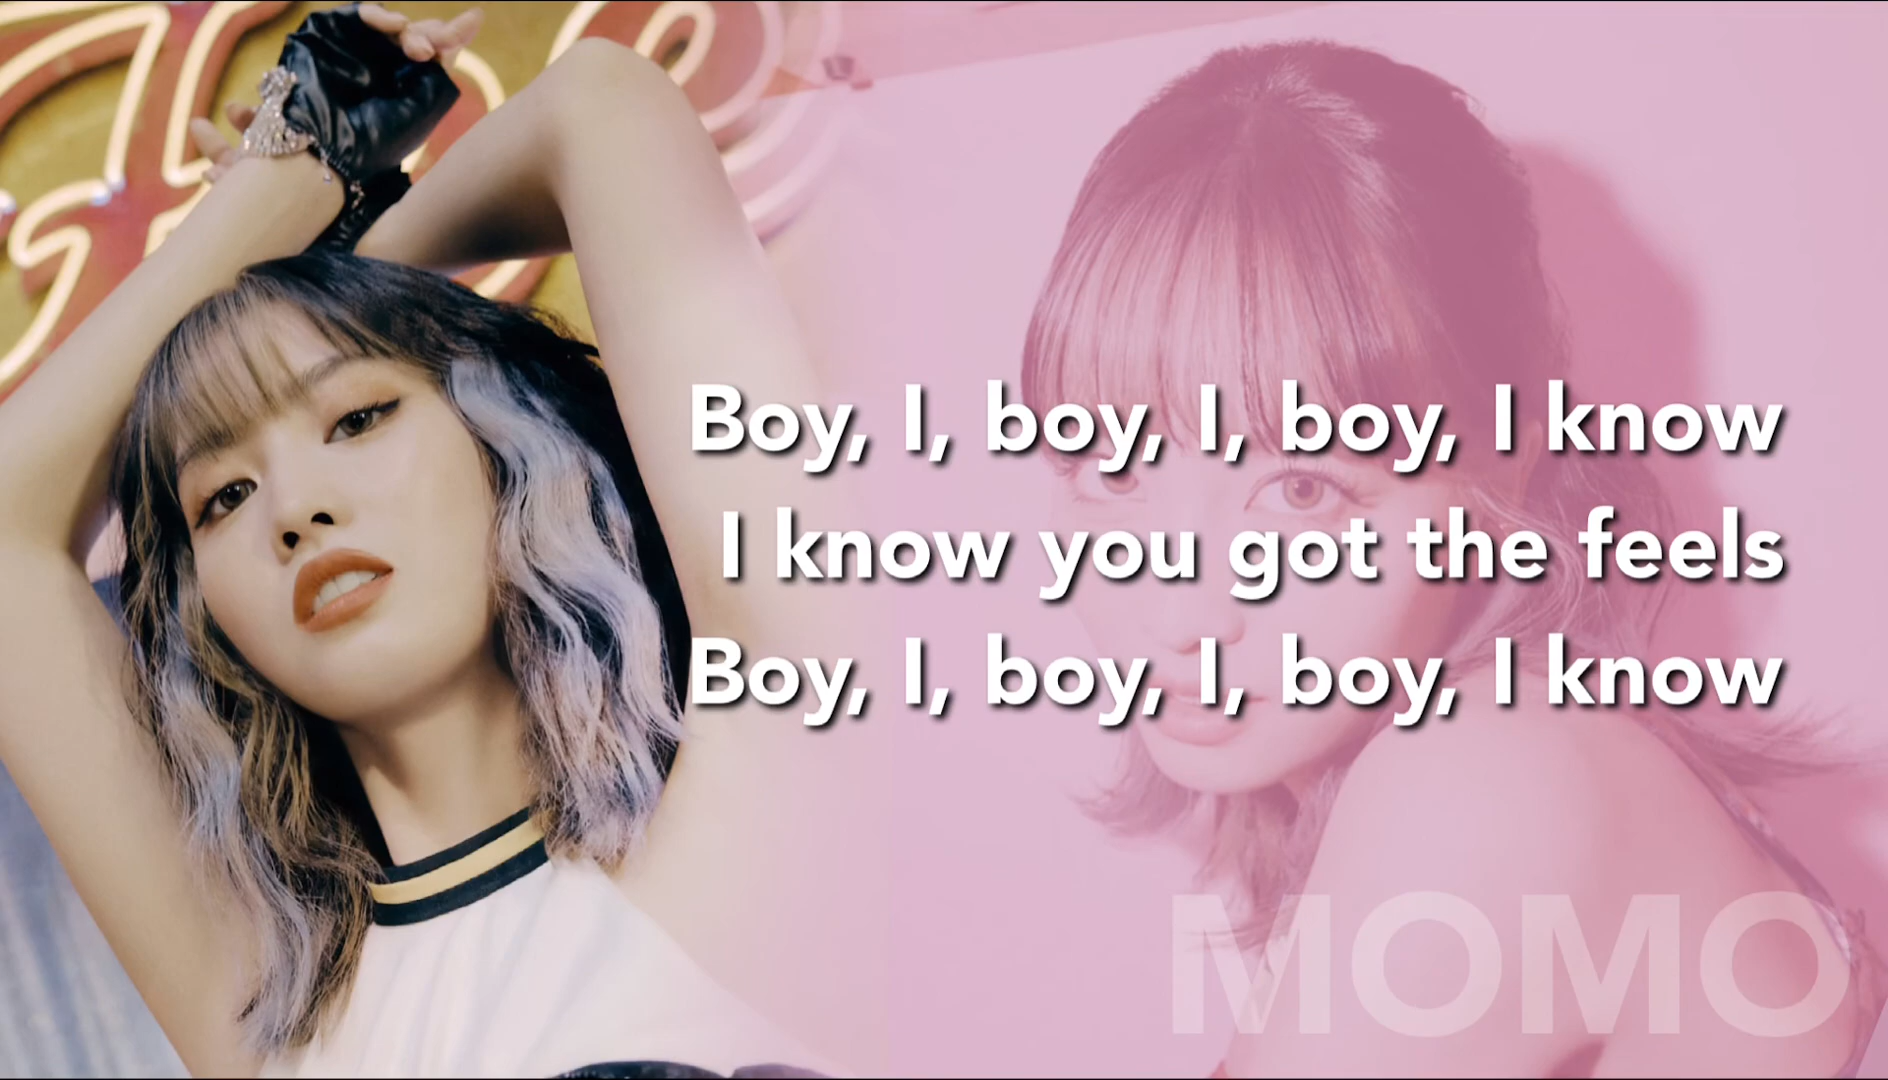 Boy, I, boy, I, boy, I know
I know you got the feels
Boy, I, boy, I, boy, I know
MOMO